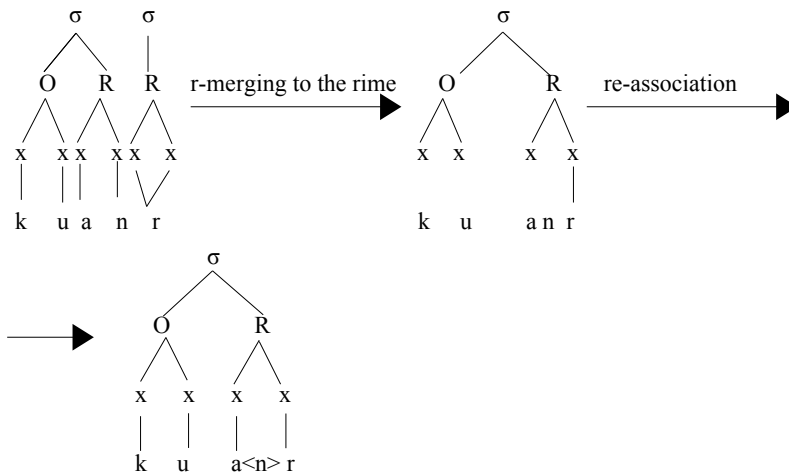 σ σ σ
O R R r-merging to the rime O R re-association
x x x x x x x x x x
k u a n r k u a n r
σ
O R
x x x x
k u a<n> r